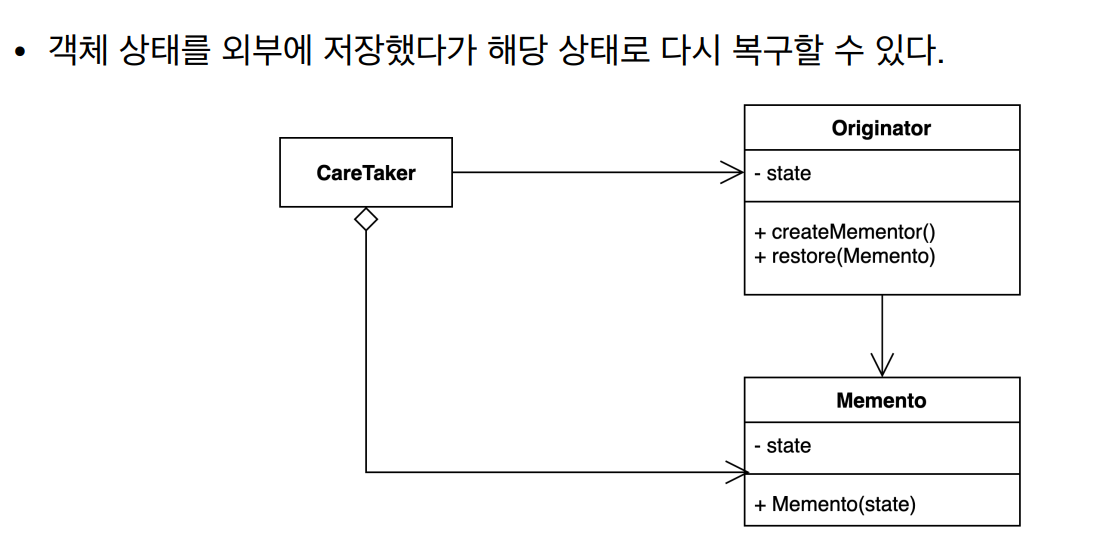 • 객체 상태를 외부에 저장했다가 해당 상태로 다시 복구할 수 있다.
Originator
CareTaker
- state
+ createMementor()
+ restore(Memento)
Memento
- state
+ Memento(state)